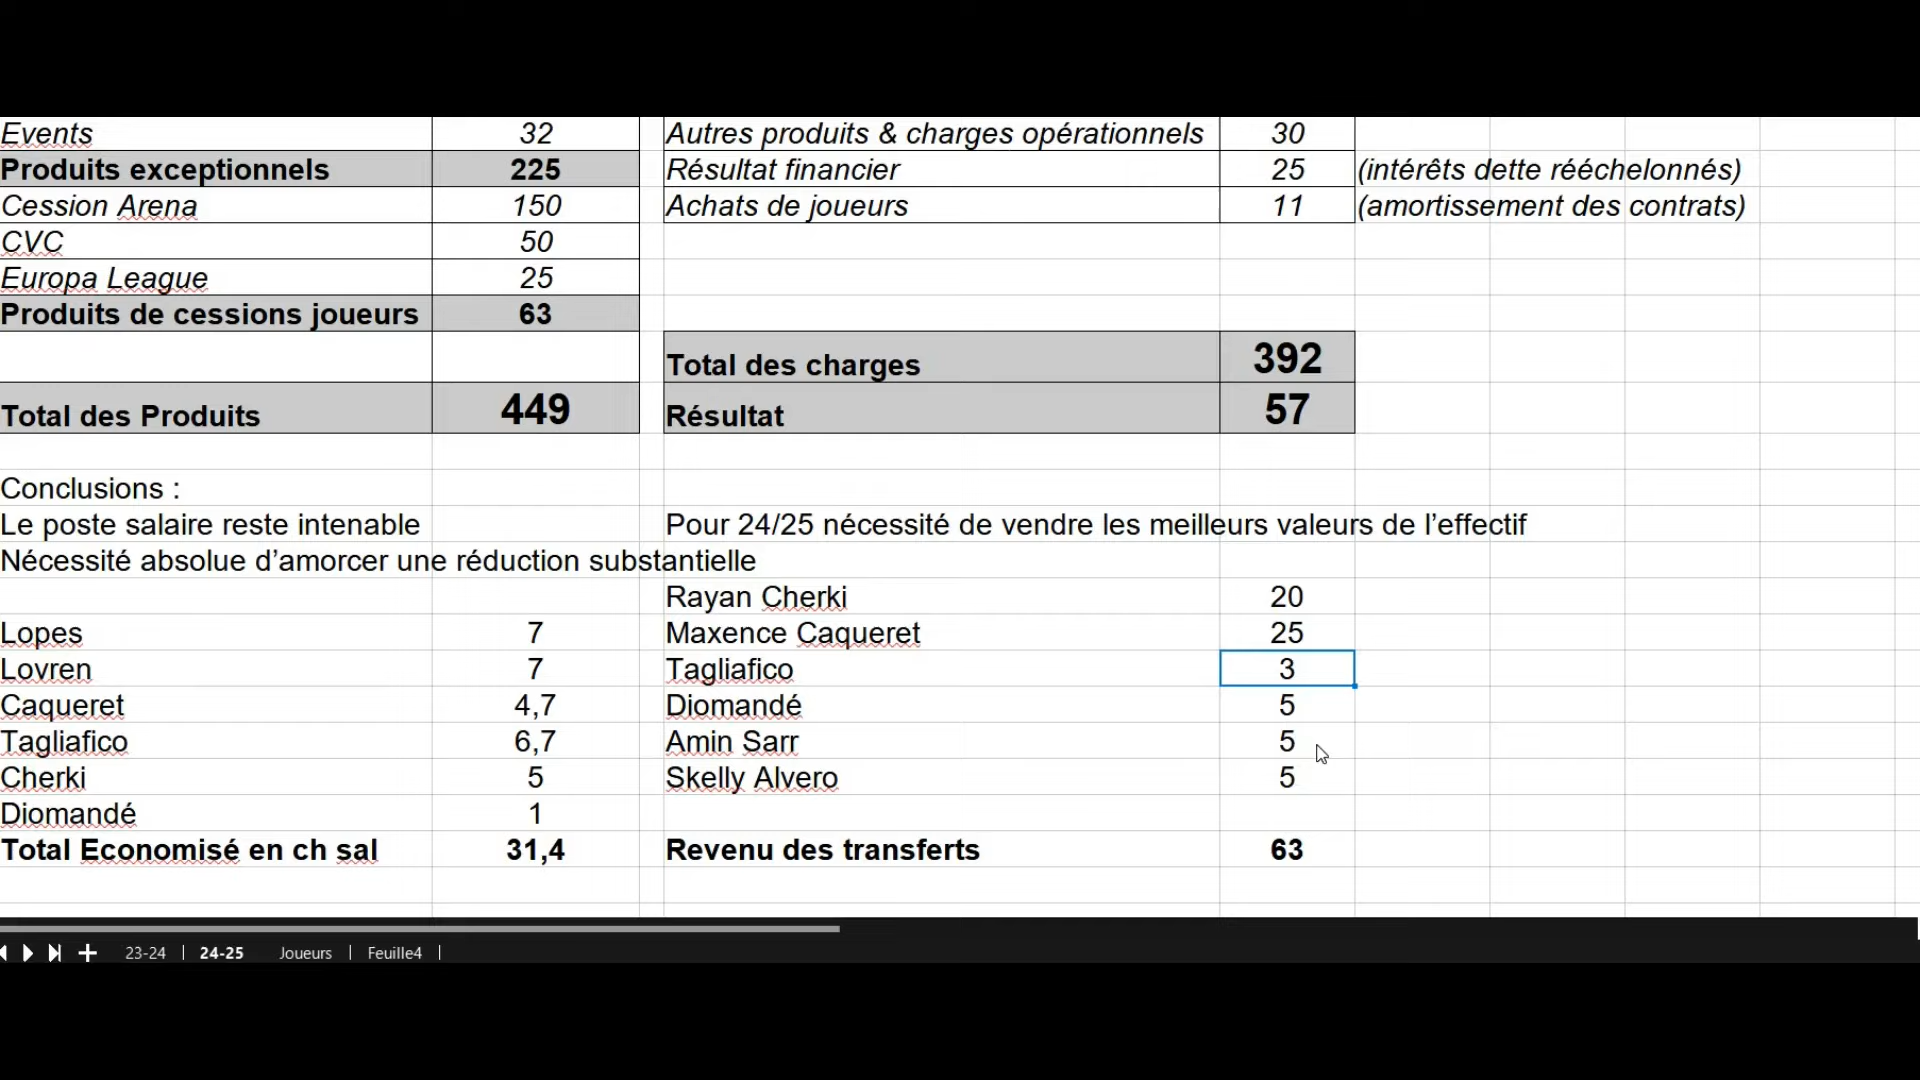 Events 32 Autres produits & charges opérationnels 30
Produits exceptionnels 225 Résultat financier 25 (intérêts dette rééchelonnés)
Cession Arena 150 Achats de joueurs 11 (amortissement des contrats)
CVC 50
Europa League 25
Produits de cessions joueurs 63
Total des charges 392
Total des Produits 449 Résultat 57
Conclusions :
Le poste salaire reste intenable Pour 24/25 nécessité de vendre les meilleurs valeurs de l’effectif
Nécessité absolue d’amorcer une réduction substantielle
Rayan Cherki 20
Lopes 7 Maxence Caqueret 25
Lovren 7 Tagliafico 3
Caqueret 4,7 Diomandé 5
Tagliafico 6,7 Amin Sarr 5
Cherki 5 Skelly Alvero 5
Diomandé 1
Total Economisé en ch sal 31,4 Revenu des transferts 63
23-24 24-25 Joueurs Feuille4